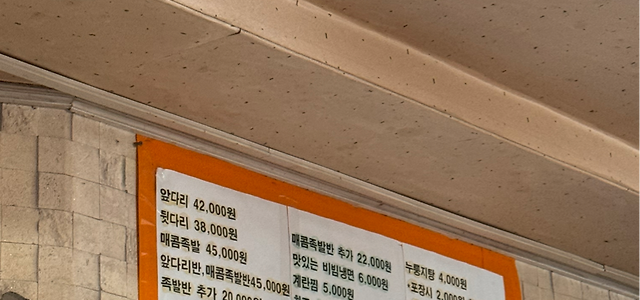 앞다리 42,000원
뒷다리 38,000원
매콤족발 45,000원
앞다리반,매콤족발반45,000원
족발반 추가 20,000원
매콤족발반 추가 22,000원
맛있는 비빔냉면 6,000원
계란찜 5,000원
누룽지탕 4,000원
포장시 2,000원